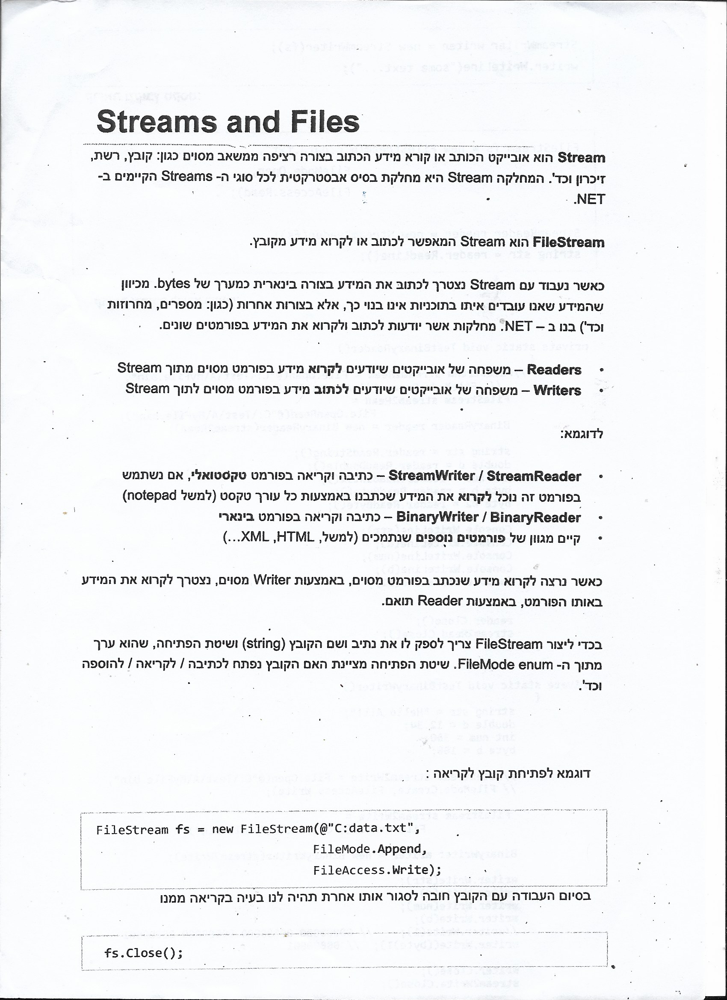 Streams and Files
Stream הוא אובייקט הכותב או קורא מידע הכתוב בצורה רציפה ממשאב מסוים כגון: קובץ, רשת,
זיכרון וכד'. המחלקה Stream היא מחלקת בסיס אבסטרקטית לכל סוגי ה- Streams הקיימים ב-
.NET
FileStream הוא Stream המאפשר לכתוב או לקרוא מידע מקובץ.
כאשר נעבוד עם Stream נצטרך לכתוב את המידע בצורה בינארית כמערך של bytes. מכיוון
שהמידע שאנו עובדים איתו בתוכניות אינו בנוי כך, אלא בצורות אחרות (כגון: מספרים, מחרוזות
וכד') בנו ב – NET. מחלקות אשר יודעות לכתוב ולקרוא את המידע בפורמטים שונים.
• Readers – משפחה של אובייקטים שיודעים לקרוא מידע בפורמט מסוים מתוך Stream
• Writers – משפחה של אובייקטים שיודעים לכתוב מידע בפורמט מסוים לתוך Stream
לדוגמא:
• StreamWriter / StreamReader – כתיבה וקריאה בפורמט טקסטואלי, אם נשתמש
בפורמט זה נוכל לקרוא את המידע שכתבנו באמצעות כל עורך טקסט (למשל notepad)
• BinaryWriter / BinaryReader – כתיבה וקריאה בפורמט בינארי
• קיים מגוון של פורמטים נוספים שנתמכים (למשל, XML ,HTML...)
כאשר נרצה לקרוא מידע שנכתב בפורמט מסוים, באמצעות Writer מסוים, נצטרך לקרוא את המידע
באותו הפורמט, באמצעות Reader תואם.
בכדי ליצור FileStream צריך לספק לו את נתיב ושם הקובץ (string) ושיטת הפתיחה, שהוא ערך
מתוך ה- FileMode enum. שיטת הפתיחה מציינת האם הקובץ נפתח לכתיבה / לקריאה / להוספה
וכד'.
דוגמא לפתיחת קובץ לקריאה :
FileStream fs = new FileStream(@"C:data.txt",
FileMode.Append,
FileAccess.Write);
בסיום העבודה עם הקובץ חובה לסגור אותו אחרת תהיה לנו בעיה בקריאה ממנו
fs.Close();